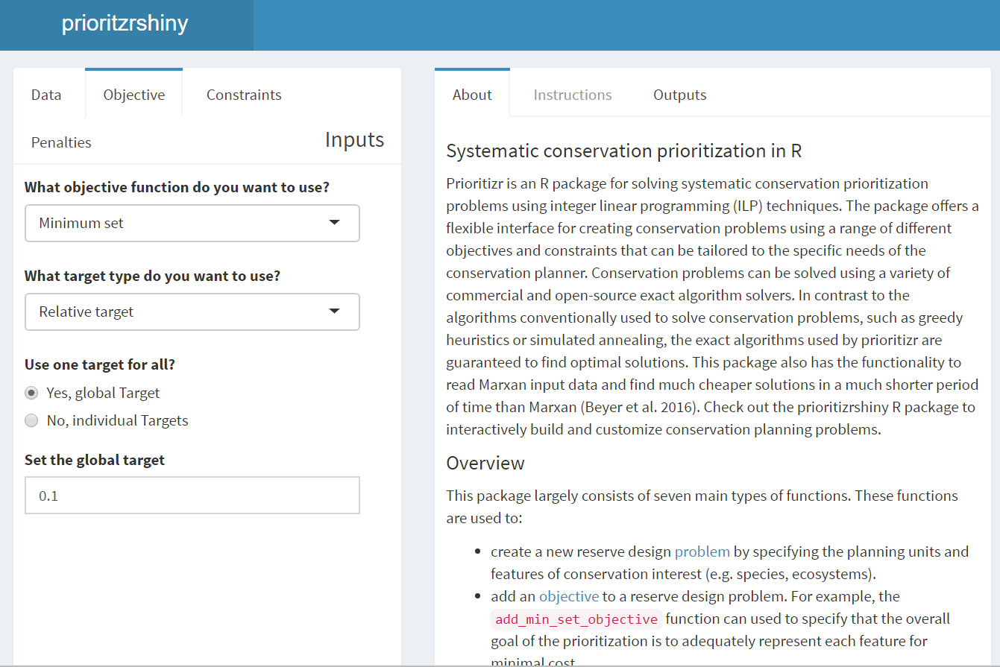 prioritzrshiny
Data
Objective
Constraints
Penalties
Inputs
What objective function do you want to use?
Minimum set
What target type do you want to use?
Relative target
Use one target for all?
Yes, global Target
No, individual Targets
Set the global target
0.1
About
Instructions
Outputs
Systematic conservation prioritization in R
Prioritizr is an R package for solving systematic conservation prioritization
problems using integer linear programming (ILP) techniques. The package offers a
flexible interface for creating conservation problems using a range of different
objectives and constraints that can be tailored to the specific needs of the
conservation planner. Conservation problems can be solved using a variety of
commercial and open-source exact algorithm solvers. In contrast to the
algorithms conventionally used to solve conservation problems, such as greedy
heuristics or simulated annealing, the exact algorithms used by prioritizr are
guaranteed to find optimal solutions. This package also has the functionality to
read Marxan input data and find much cheaper solutions in a much shorter period
of time than Marxan (Beyer et al. 2016). Check out the prioritizrshiny R package to
interactively build and customize conservation planning problems.
Overview
This package largely consists of seven main types of functions. These functions
are used to:
• create a new reserve design problem by specifying the planning units and
features of conservation interest (e.g. species, ecosystems).
• add an objective to a reserve design problem. For example, the
add_min_set_objective function can used to specify that the overall
goal of the prioritization is to adequately represent each feature for
minimal cost